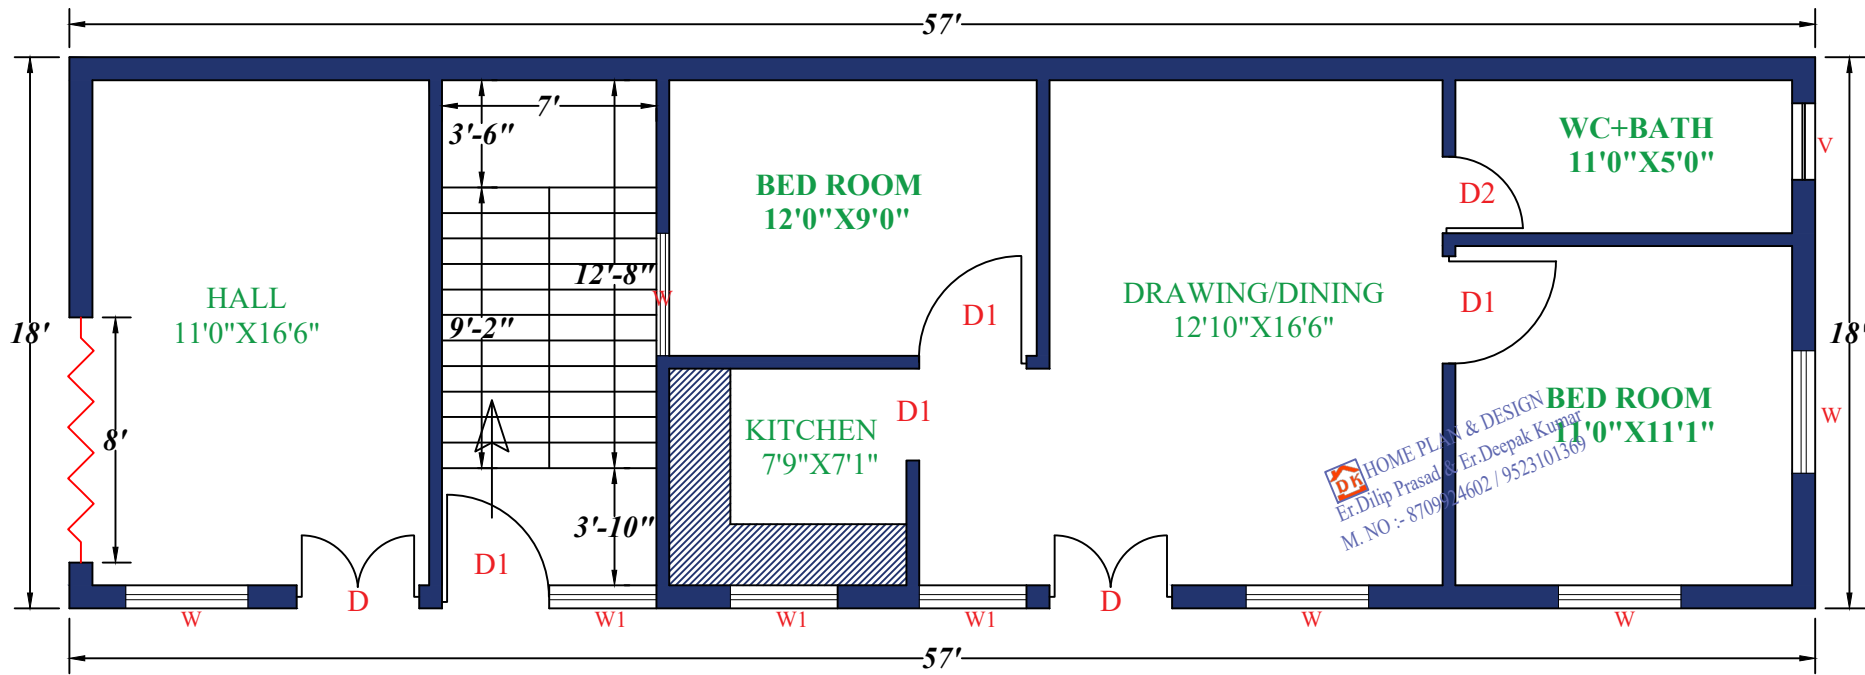 57'
7'
3'-6"
WC+BATH
11'0"X5'0"
V
BED ROOM
12'0"X9'0"
D2
12'-8"
W
HALL
11'0"X16'6"
9'-2"
18'
D1
DRAWING/DINING
12'10"X16'6"
D1
18'
8'
KITCHEN
7'9"X7'1"
D1
BED ROOM
11'0"X11'1"
W
HOME PLAN & DESIGN
Er.Dilip Prasad & Er.Deepak Kumar
M. NO :- 8709924602 / 9523101369
DK
3'-10"
D1
D
D
W
W1
W1
W1
W
W
57'